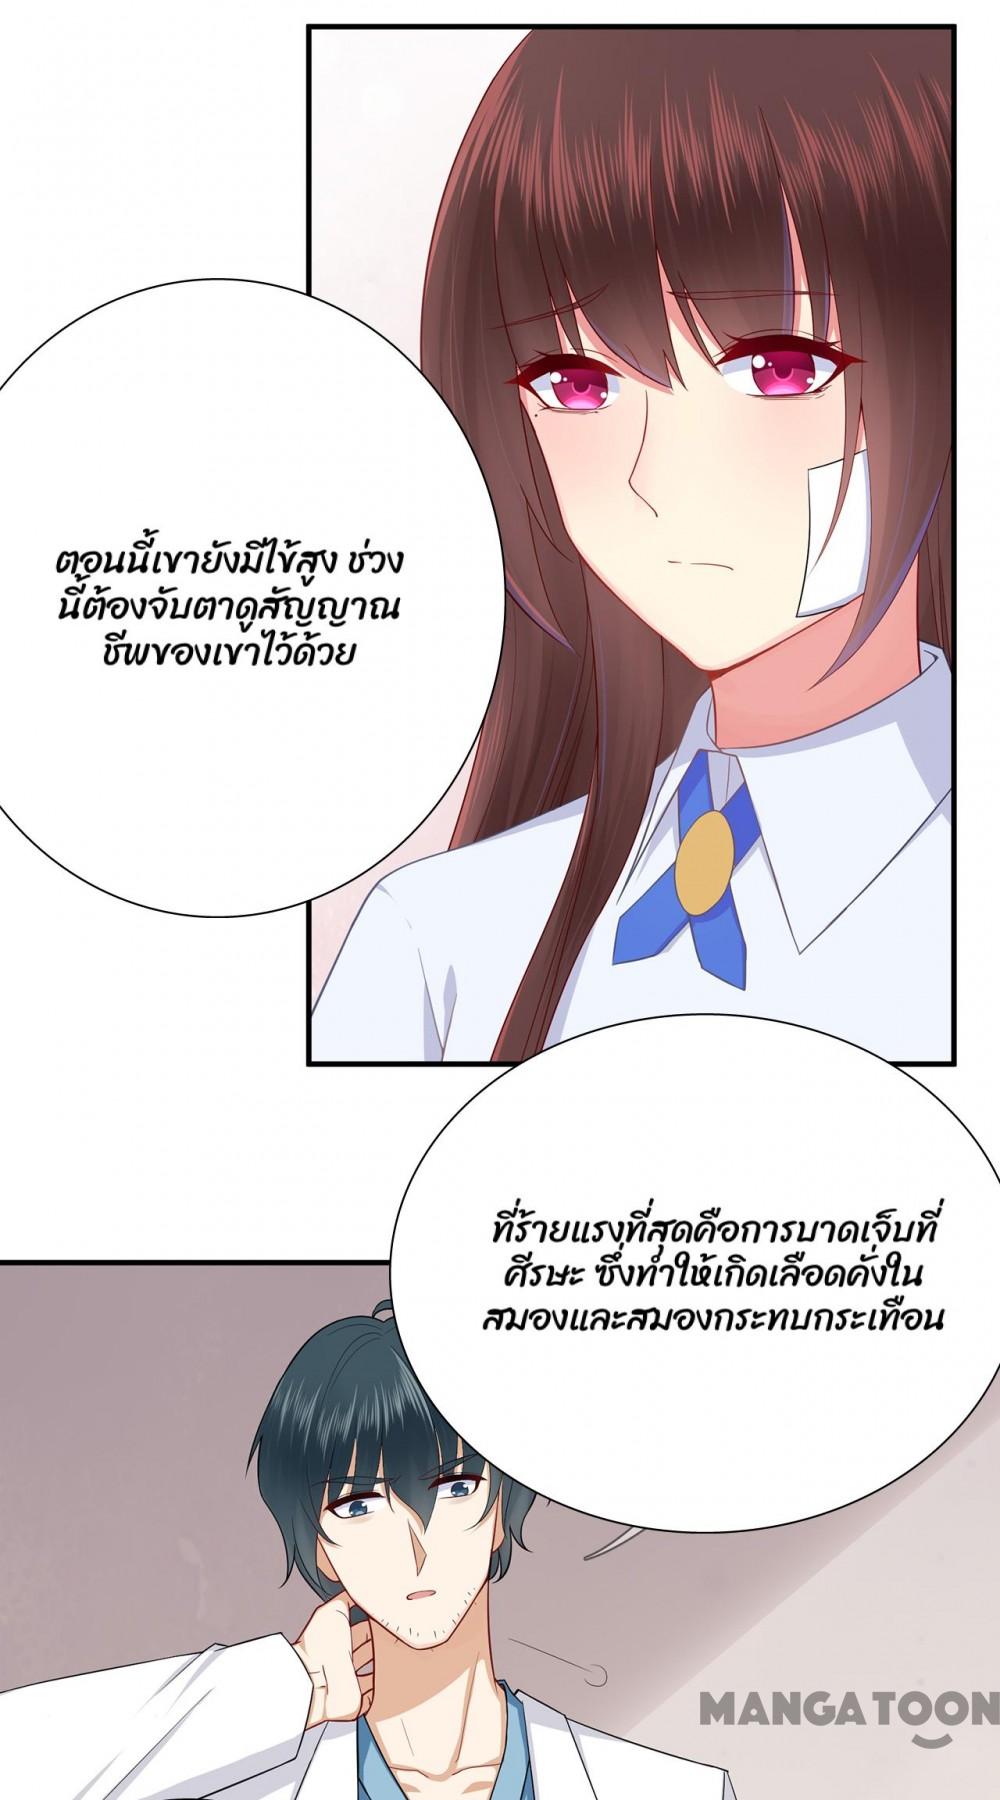 ตอนนี้เขายังมีไข้สูง ช่วง
นี้ต้องจับตาดูสัญญาณ
ชีพของเขาไว้ด้วย
ที่ร้ายแรงที่สุดคือการบาดเจ็บที่
ศีรษะ ซึ่งทำให้เกิดเลือดคั่งใน
สมองและสมองกระทบกระเทือน
MANGATOON